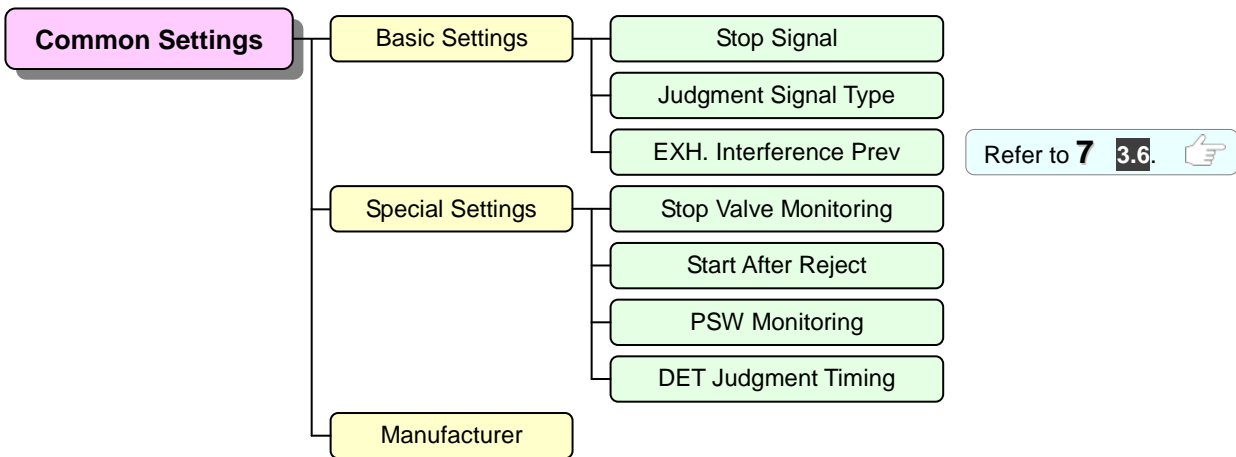 Common Settings
Basic Settings
Stop Signal
Judgment Signal Type
EXH. Interference Prev
Refer to 7 3.6.
Special Settings
Stop Valve Monitoring
Start After Reject
PSW Monitoring
DET Judgment Timing
Manufacturer